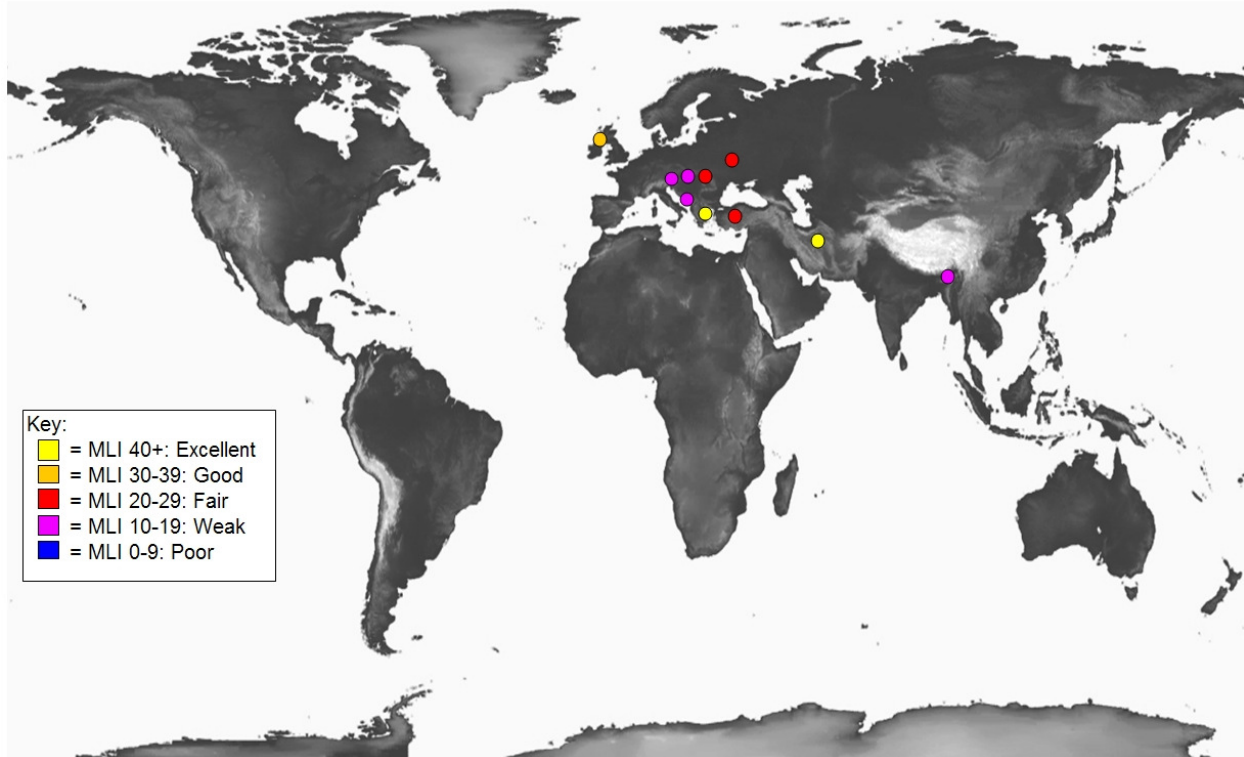 Key:
= MLI 40+: Excellent
= MLI 30-39: Good
= MLI 20-29: Fair
= MLI 10-19: Weak
= MLI 0-9: Poor